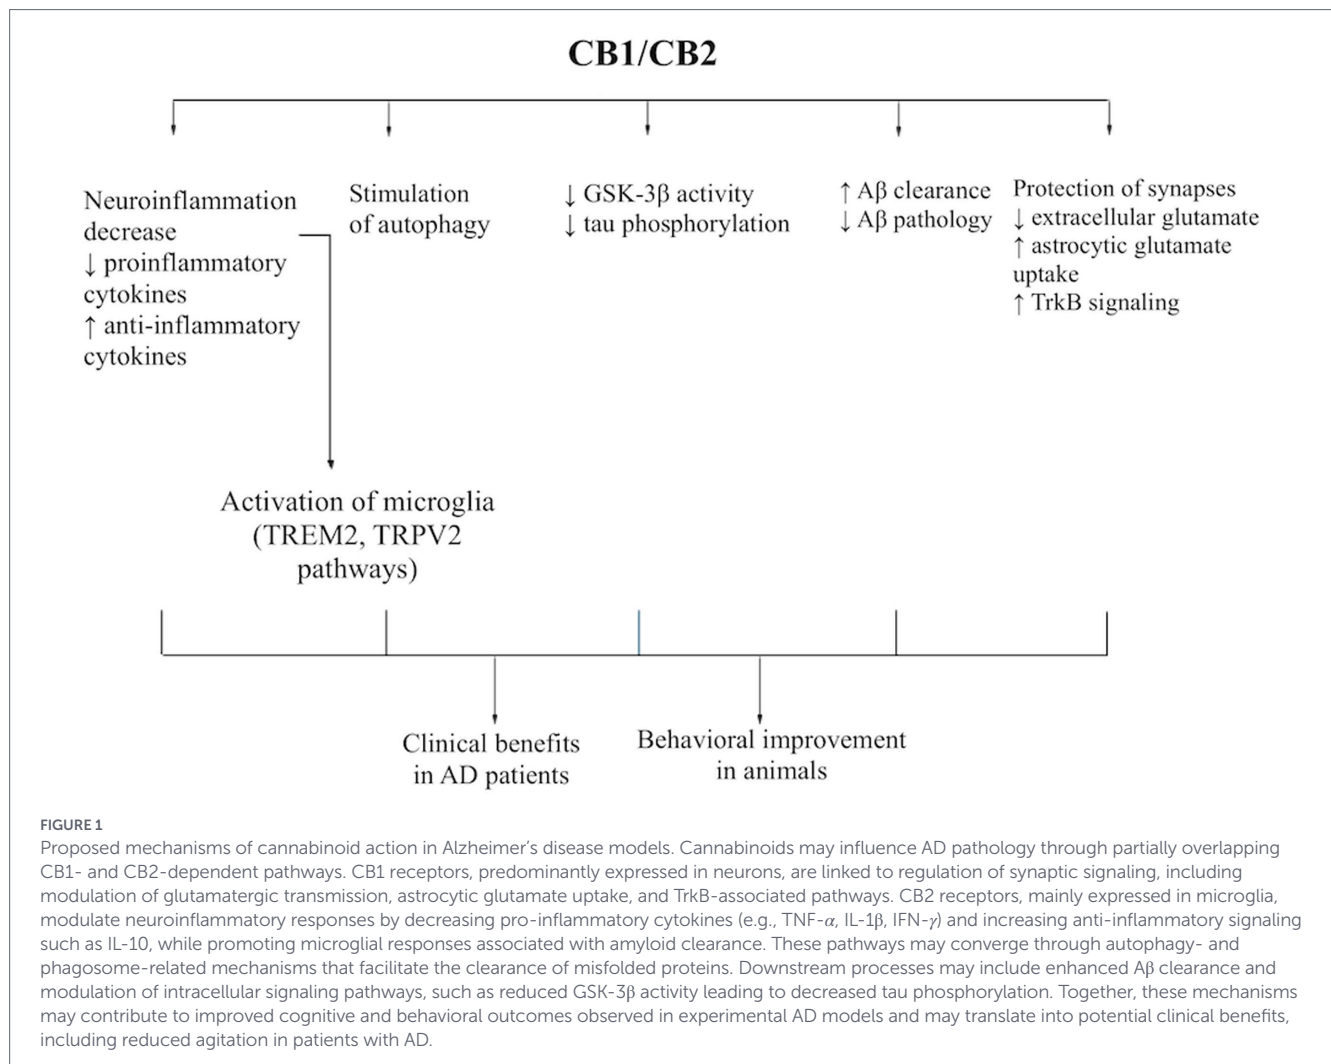 CB1/CB2
Neuroinflammation
decrease
↓ proinflammatory
cytokines
↑ anti-inflammatory
cytokines
Stimulation
of autophagy
↓ GSK-3β activity
↓ tau phosphorylation
↑ Aβ clearance
↓ Aβ pathology
Protection of synapses
↓ extracellular glutamate
↑ astrocytic glutamate
uptake
↑ TrkB signaling
Activation of microglia
(TREM2, TRPV2
pathways)
Clinical benefits
in AD patients
Behavioral improvement
in animals
FIGURE 1
Proposed mechanisms of cannabinoid action in Alzheimer’s disease models. Cannabinoids may influence AD pathology through partially overlapping
CB1- and CB2-dependent pathways. CB1 receptors, predominantly expressed in neurons, are linked to regulation of synaptic signaling, including
modulation of glutamatergic transmission, astrocytic glutamate uptake, and TrkB-associated pathways. CB2 receptors, mainly expressed in microglia,
modulate neuroinflammatory responses by decreasing pro-inflammatory cytokines (e.g., TNF-α, IL-1β, IFN-γ) and increasing anti-inflammatory signaling
such as IL-10, while promoting microglial responses associated with amyloid clearance. These pathways may converge through autophagy- and
phagosome-related mechanisms that facilitate the clearance of misfolded proteins. Downstream processes may include enhanced Aβ clearance and
modulation of intracellular signaling pathways, such as reduced GSK-3β activity leading to decreased tau phosphorylation. Together, these mechanisms
may contribute to improved cognitive and behavioral outcomes observed in experimental AD models and may translate into potential clinical benefits,
including reduced agitation in patients with AD.